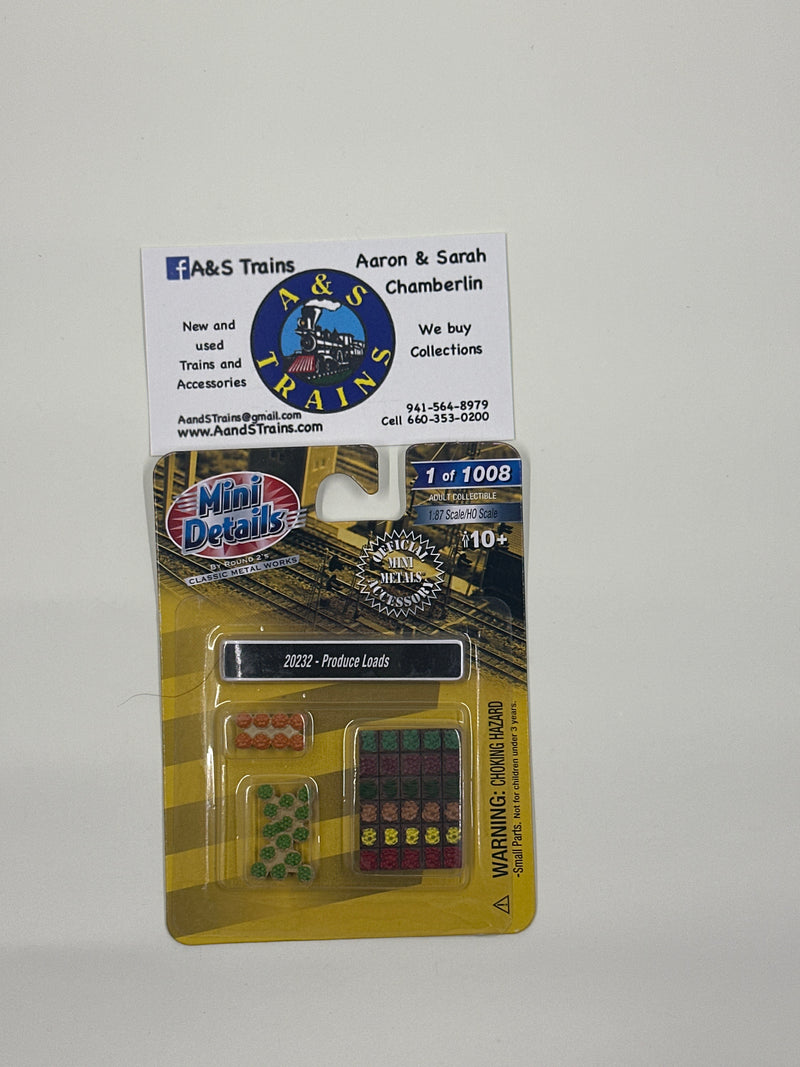 f A&S Trains
Aaron & Sarah
Chamberlin
A & S
TRAINS
New and
used
Trains and
Accessories
We buy
Collections
AandSTrains@gmail.com
www.AandSTrains.com
941-564-8979
Cell 660-353-0200
Mini
Details
BY ROUND 2's
CLASSIC METAL WORKS
1 of 1008
ADULT COLLECTIBLE
1:87 Scale/HO Scale
10+
OFFICIAL
MINI
METALS
ACCESSORY
20232 - Produce Loads
WARNING: CHOKING HAZARD
-Small Parts. Not for children under 3 years.